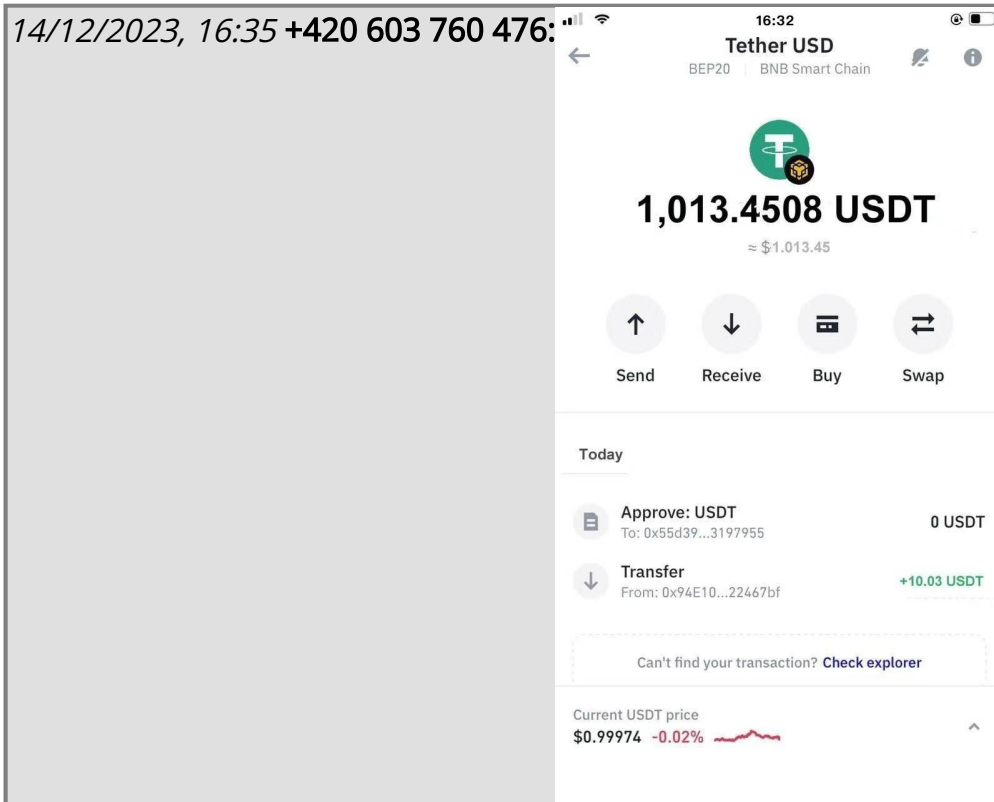 14/12/2023, 16:35 +420 603 760 476:
16:32
Tether USD
BEP20 | BNB Smart Chain
1,013.4508 USDT
≈ $1.013.45
Send Receive Buy Swap
Today
Approve: USDT
0 USDT
To: 0x55d39...3197955
Transfer
+10.03 USDT
From: 0x94E10...22467bf
Can't find your transaction? Check explorer
Current USDT price
$0.99974 -0.02%